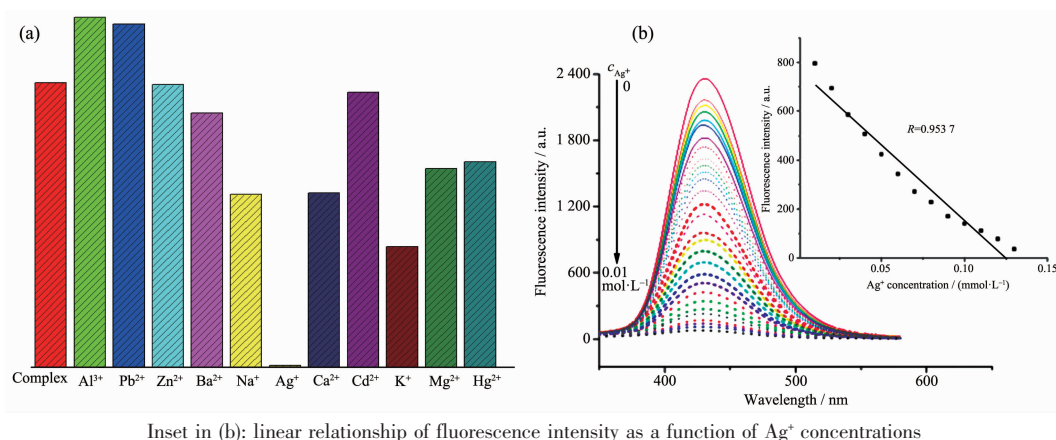 (a)
Complex Al³⁺ Pb²⁺ Zn²⁺ Ba²⁺ Na⁺ Ag⁺ Ca²⁺ Cd²⁺ K⁺ Mg²⁺ Hg²⁺
(b)
Fluorescence intensity / a.u.
2 400
1 800
1 200
600
0
c_Ag⁺
0
0.01
mol·L⁻¹
400 500 600
Wavelength / nm
Fluorescence intensity / a.u.
800
600
400
200
0
R=0.953 7
0.05 0.10 0.15
Ag⁺ concentration / (mmol·L⁻¹)
Inset in (b): linear relationship of fluorescence intensity as a function of Ag⁺ concentrations